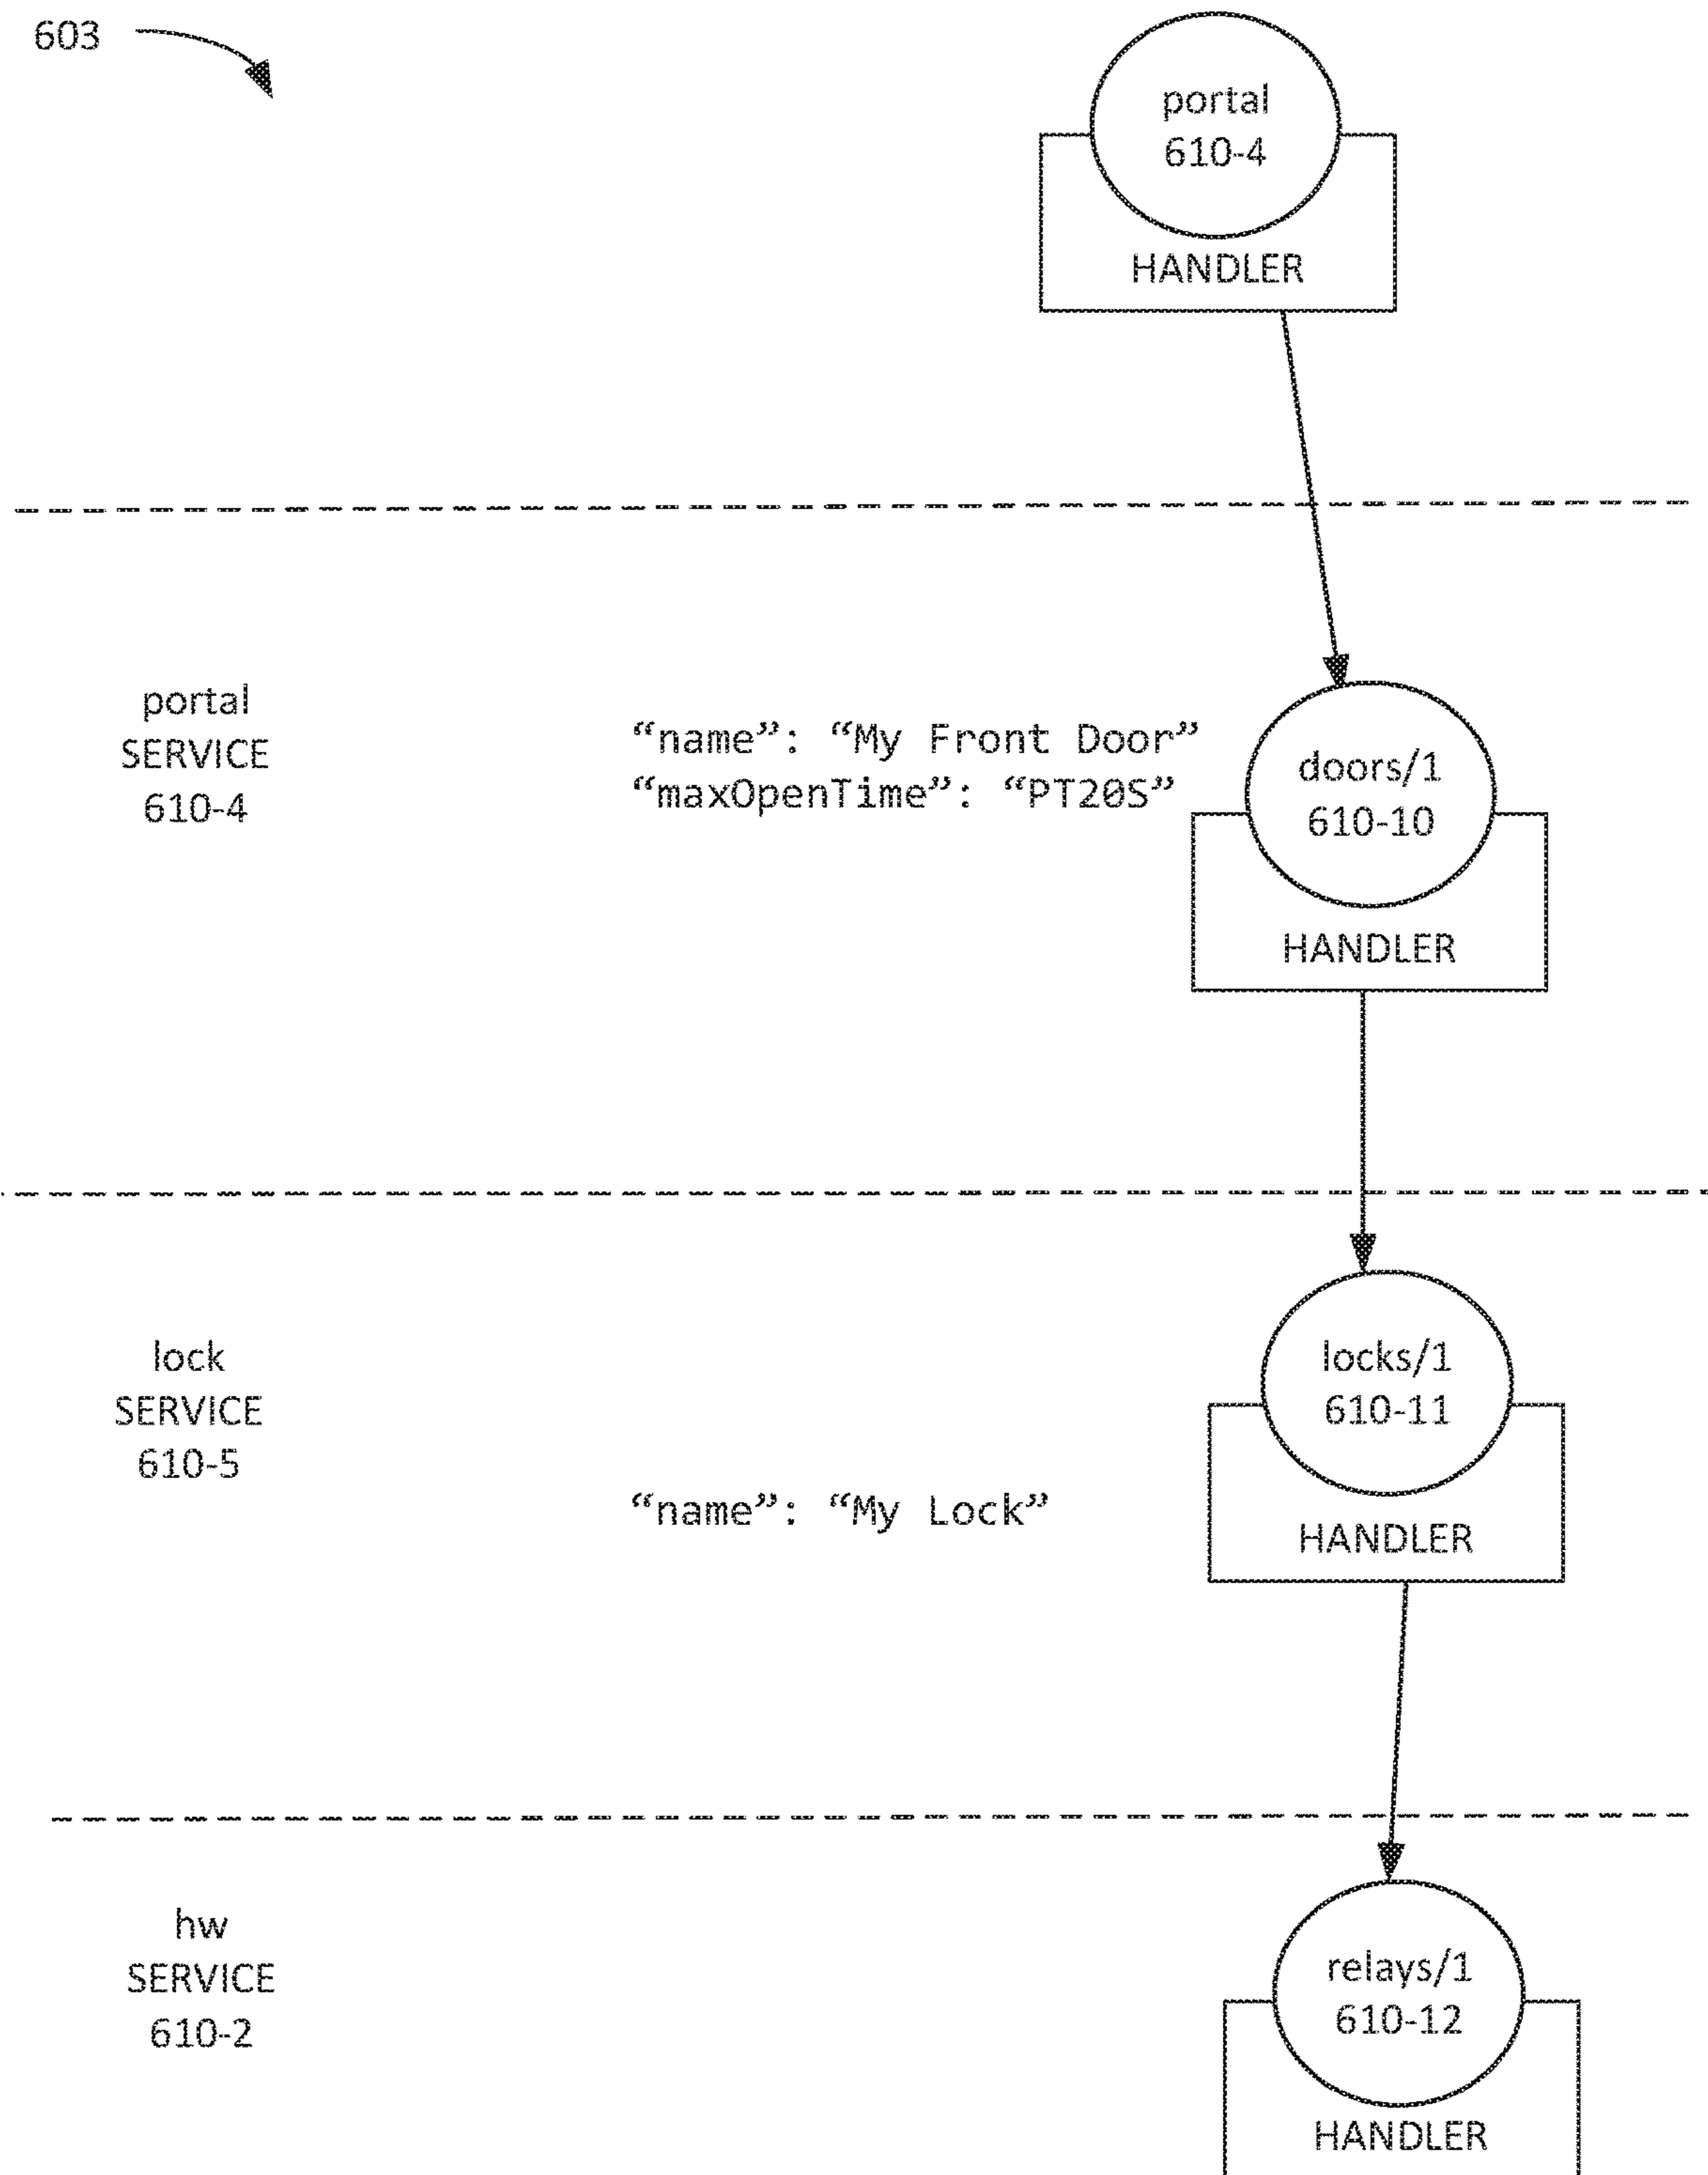 603
portal
610-4
HANDLER
portal
SERVICE
610-4
“name”: “My Front Door”
“maxOpenTime”: “PT20S”
doors/1
610-10
HANDLER
lock
SERVICE
610-5
“name”: “My Lock”
locks/1
610-11
HANDLER
hw
SERVICE
610-2
relays/1
610-12
HANDLER